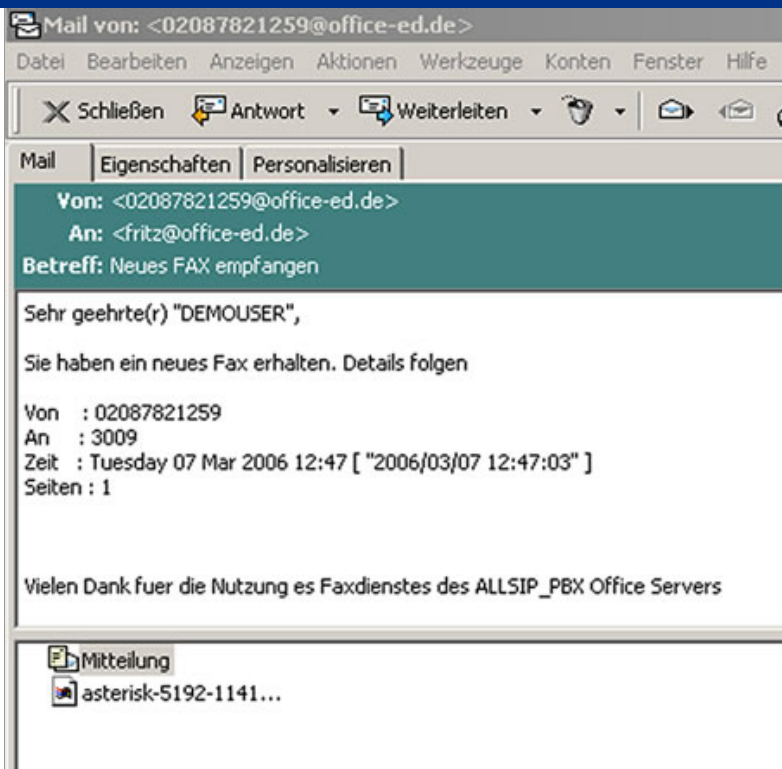 Mail von: <02087821259@office-ed.de>
Datei Bearbeiten Anzeigen Aktionen Werkzeuge Konten Fenster Hilfe
Schließen Antwort Weiterleiten
Mail Eigenschaften Personalisieren
Von: <02087821259@office-ed.de>
An: <fritz@office-ed.de>
Betreff: Neues FAX empfangen
Sehr geehrte(r) "DEMOUSER",
Sie haben ein neues Fax erhalten. Details folgen
Von : 02087821259
An : 3009
Zeit : Tuesday 07 Mar 2006 12:47 [ "2006/03/07 12:47:03" ]
Seiten : 1
Vielen Dank fuer die Nutzung es Faxdienstes des ALLSIP_PBX Office Servers
Mitteilung
asterisk-5192-1141...